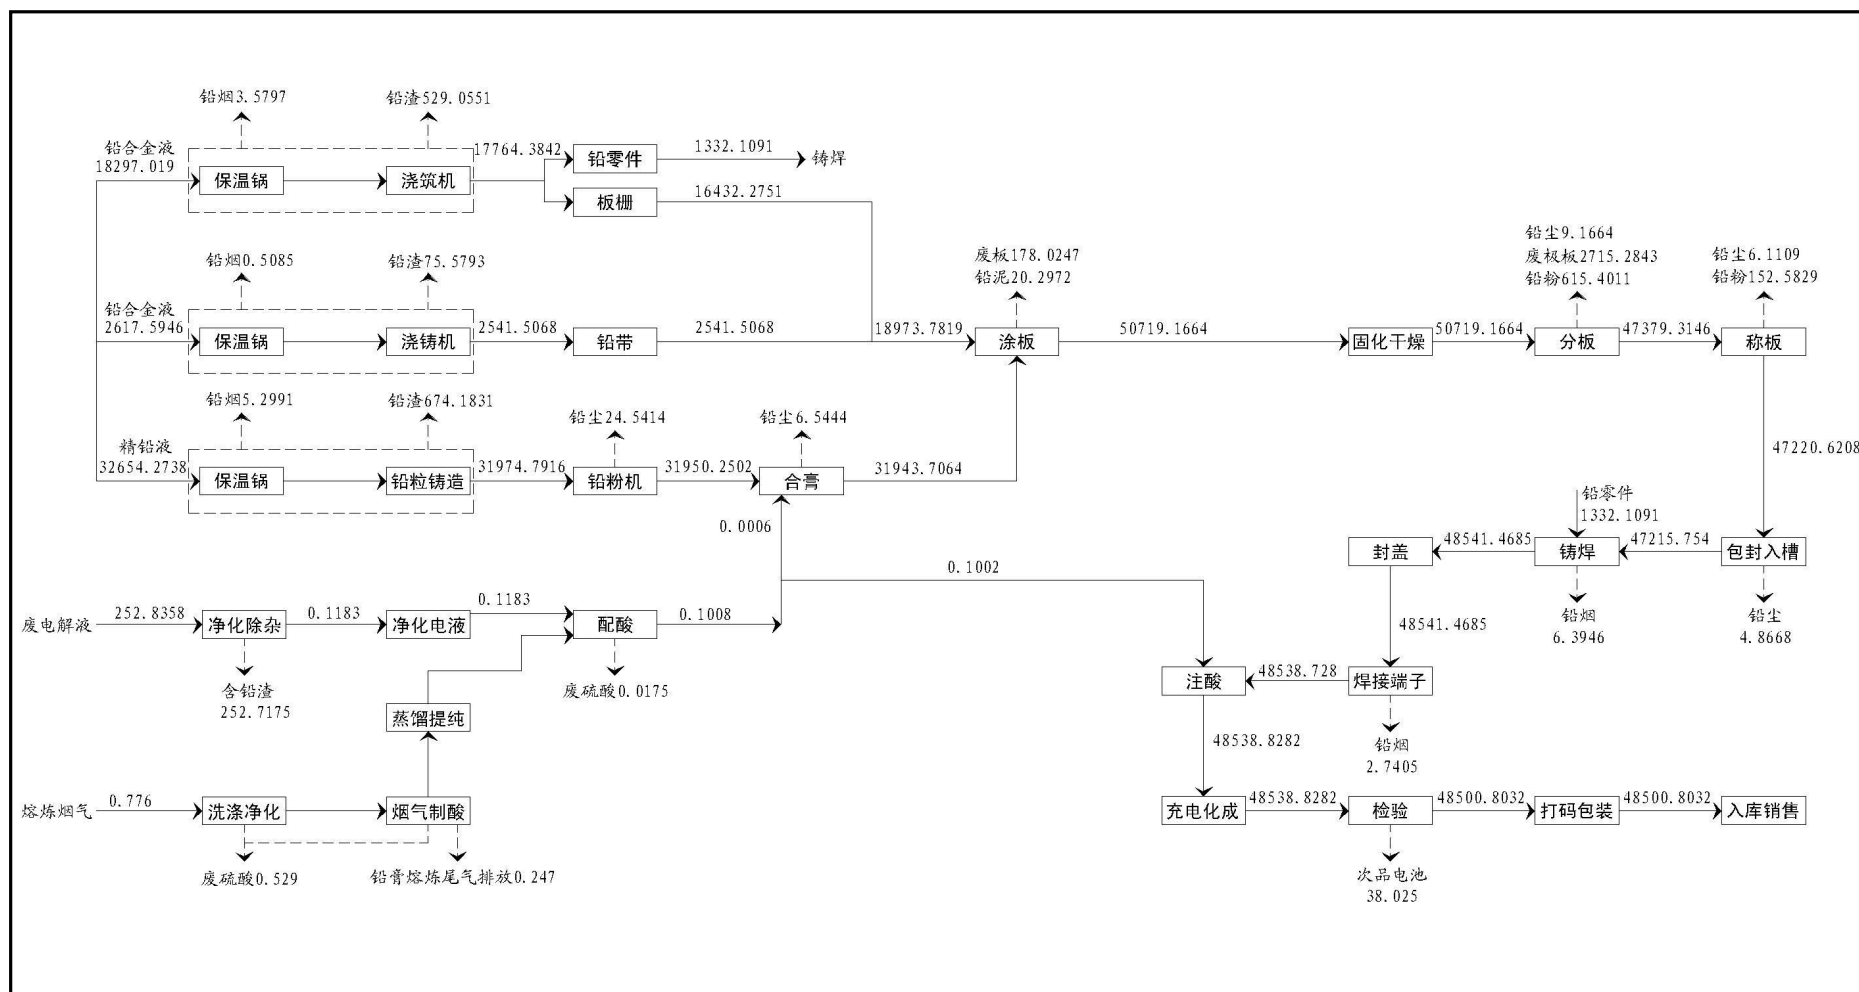 铅烟3.5797
铅渣529.0551
铅合金液
18297.019
保温锅
浇筑机
17764.3842
铅零件
1332.1091
铸焊
板栅
16432.2751
铅烟0.5085
铅渣75.5793
铅合金液
2617.5946
保温锅
浇铸机
2541.5068
铅带
2541.5068
18973.7819
废板178.0247
铅泥20.2972
涂板
50719.1664
固化干燥
50719.1664
铅尘9.1664
废极板2715.2843
铅粉615.4011
分板
47379.3146
铅尘6.1109
铅粉152.5829
称板
铅烟5.2991
铅渣674.1831
精铅液
32654.2738
保温锅
铅粒铸造
31974.7916
铅尘24.5414
铅粉机
31950.2502
铅尘6.5444
合膏
31943.7064
47220.6208
0.0006
铅零件
1332.1091
封盖
48541.4685
铸焊
47215.754
包封入槽
0.1002
铅烟
6.3946
铅尘
4.8668
废电解液
252.8358
净化除杂
0.1183
净化电液
0.1183
配酸
0.1008
48541.4685
含铅渣
252.7175
废硫酸0.0175
注酸
48538.728
焊接端子
蒸馏提纯
48538.8282
铅烟
2.7405
熔炼烟气
0.776
洗涤净化
烟气制酸
充电化成
48538.8282
检验
48500.8032
打码包装
48500.8032
入库销售
废硫酸0.529
铅膏熔炼尾气排放0.247
次品电池
38.025